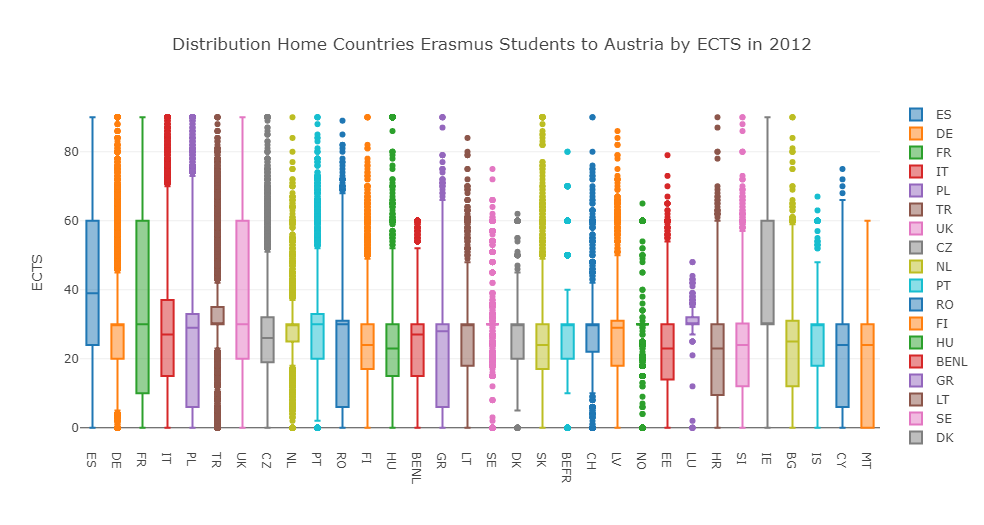 Distribution Home Countries Erasmus Students to Austria by ECTS in 2012
ECTS
80
60
40
20
0
ES
DE
FR
IT
PL
TR
UK
CZ
NL
PT
RO
FI
HU
BENL
GR
LT
SE
DK
SK
BEFR
CH
LV
NO
EE
LU
HR
SI
IE
BG
IS
CY
MT
ES
DE
FR
IT
PL
TR
UK
CZ
NL
PT
RO
FI
HU
BENL
GR
LT
SE
DK